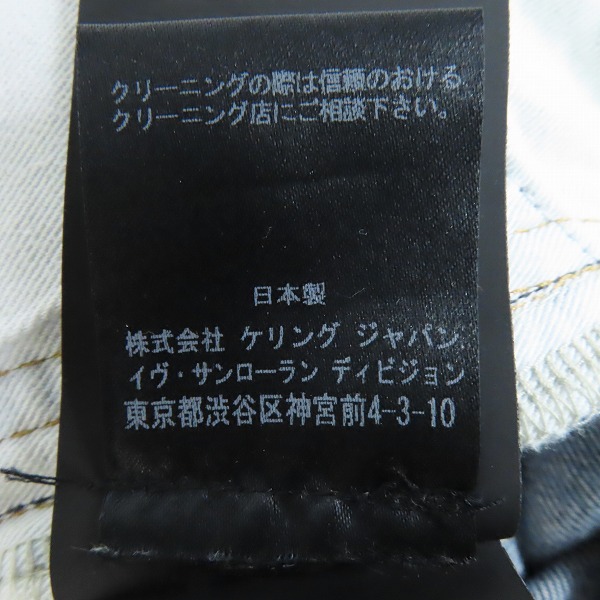 クリーニングの際は信頼のおける
クリーニング店にご相談下さい。
日本製
株式会社 ケリング ジャパン
イヴ・サンローラン ディビジョン
東京都渋谷区神宮前4-3-10